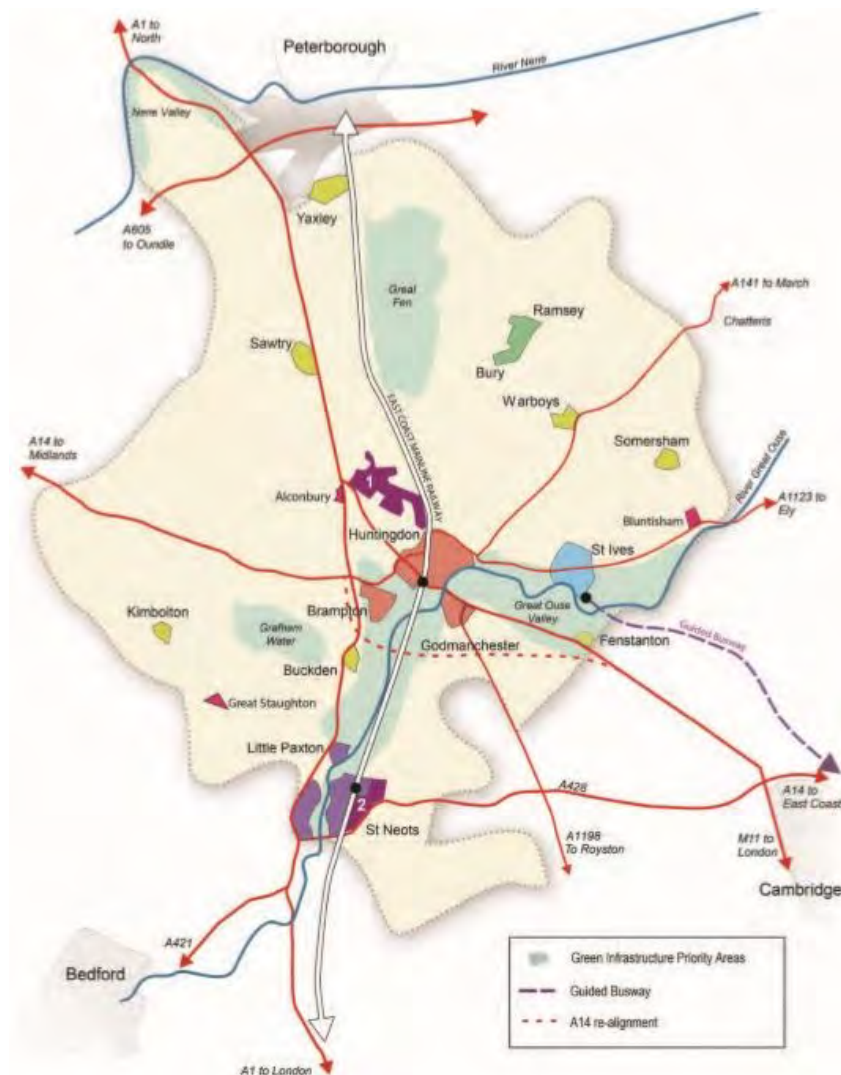 A1 to
North
Peterborough
River Nene
Nene Valley
Yaxley
A605
to Oundle
Great
Fen
A141 to March
Chatteris
Ramsey
Sawtry
Bury
Warboys
EAST COAST MAINLINE RAILWAY
Somersham
A14 to
Midlands
River Great Ouse
1
Alconbury
A1123 to
Ely
Bluntisham
Huntingdon
St Ives
Kimbolton
Brampton
Great Ouse
Valley
Grafham
Water
Godmanchester
Fenstanton
Guided Busway
Buckden
Great Staughton
Little Paxton
A428
A14 to
East Coast
2
St Neots
A1198
To Royston
M11 to
London
Cambridge
A421
Bedford
Green Infrastructure Priority Areas
Guided Busway
A14 re-alignment
A1 to London